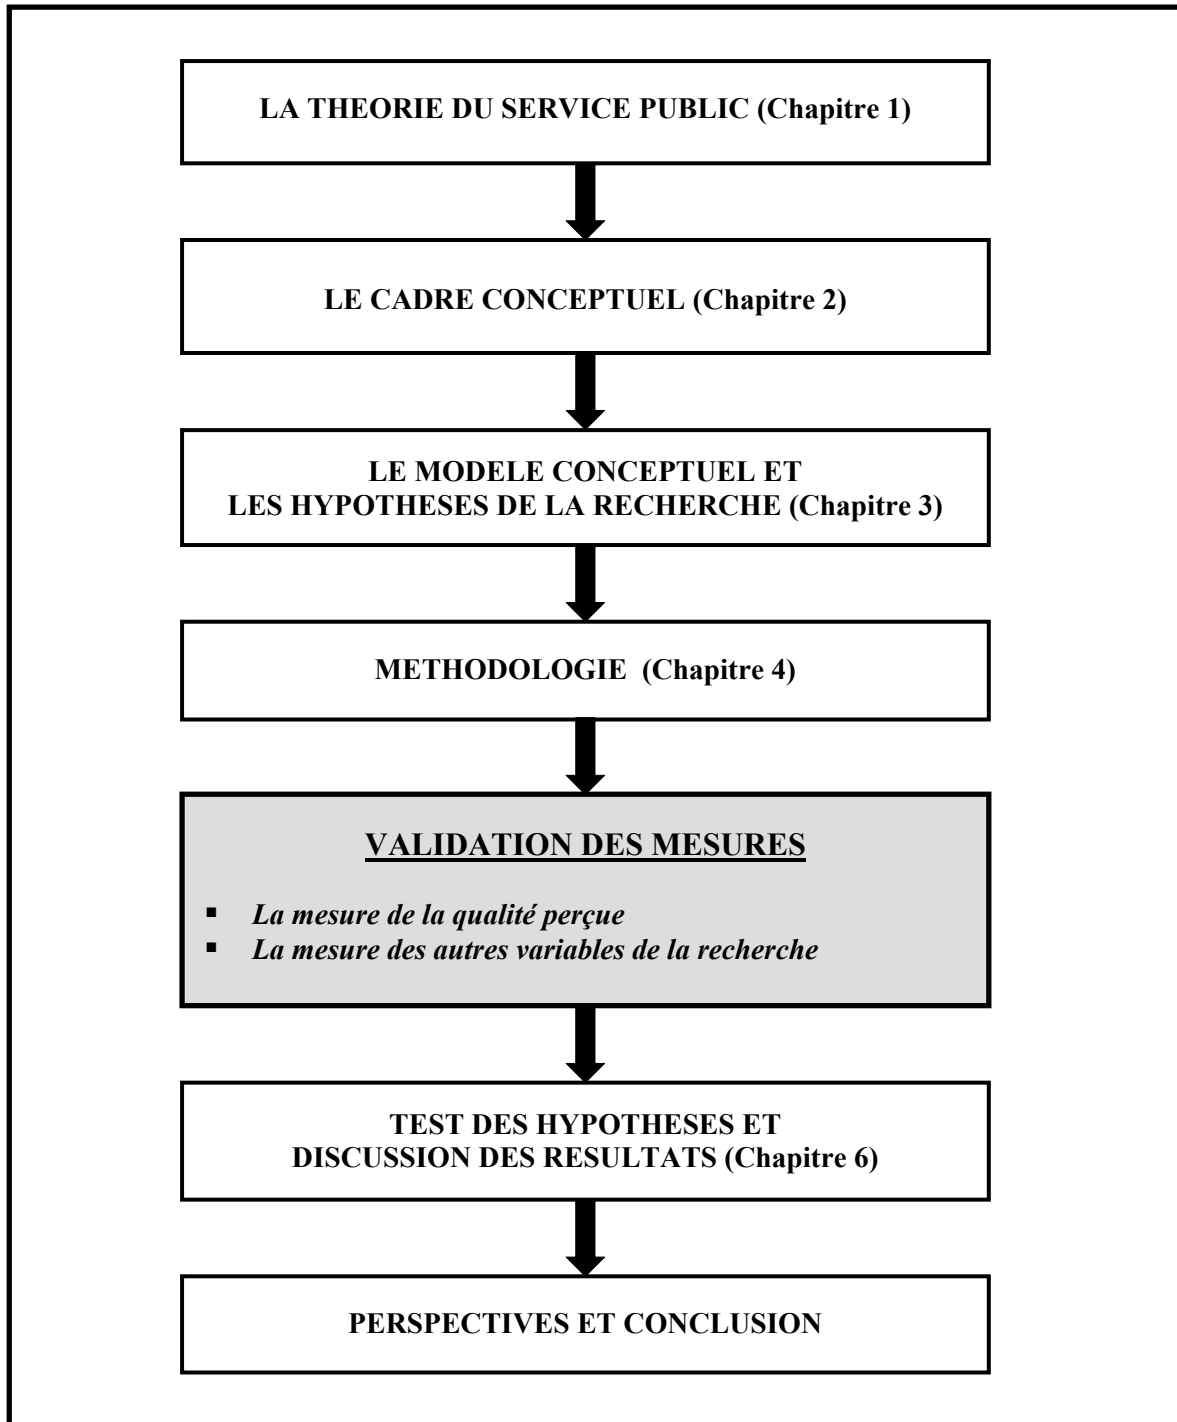 LA THEORIE DU SERVICE PUBLIC (Chapitre 1)
LE CADRE CONCEPTUEL (Chapitre 2)
LE MODELE CONCEPTUEL ET
LES HYPOTHESES DE LA RECHERCHE (Chapitre 3)
METHODOLOGIE (Chapitre 4)
VALIDATION DES MESURES
▪ La mesure de la qualité perçue
▪ La mesure des autres variables de la recherche
TEST DES HYPOTHESES ET
DISCUSSION DES RESULTATS (Chapitre 6)
PERSPECTIVES ET CONCLUSION